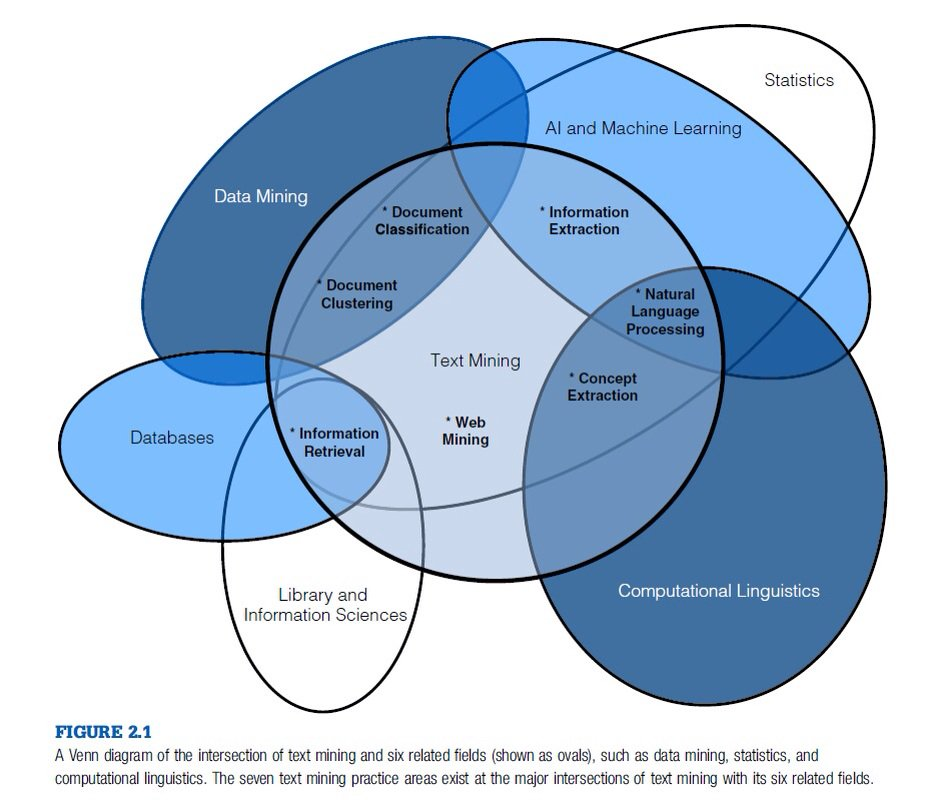 Statistics
AI and Machine Learning
Data Mining
* Document
Classification
* Information
Extraction
* Document
Clustering
* Natural
Language
Processing
Text Mining
* Concept
Extraction
* Web
Mining
Databases
* Information
Retrieval
Library and
Information Sciences
Computational Linguistics
FIGURE 2.1
A Venn diagram of the intersection of text mining and six related fields (shown as ovals), such as data mining, statistics, and
computational linguistics. The seven text mining practice areas exist at the major intersections of text mining with its six related fields.